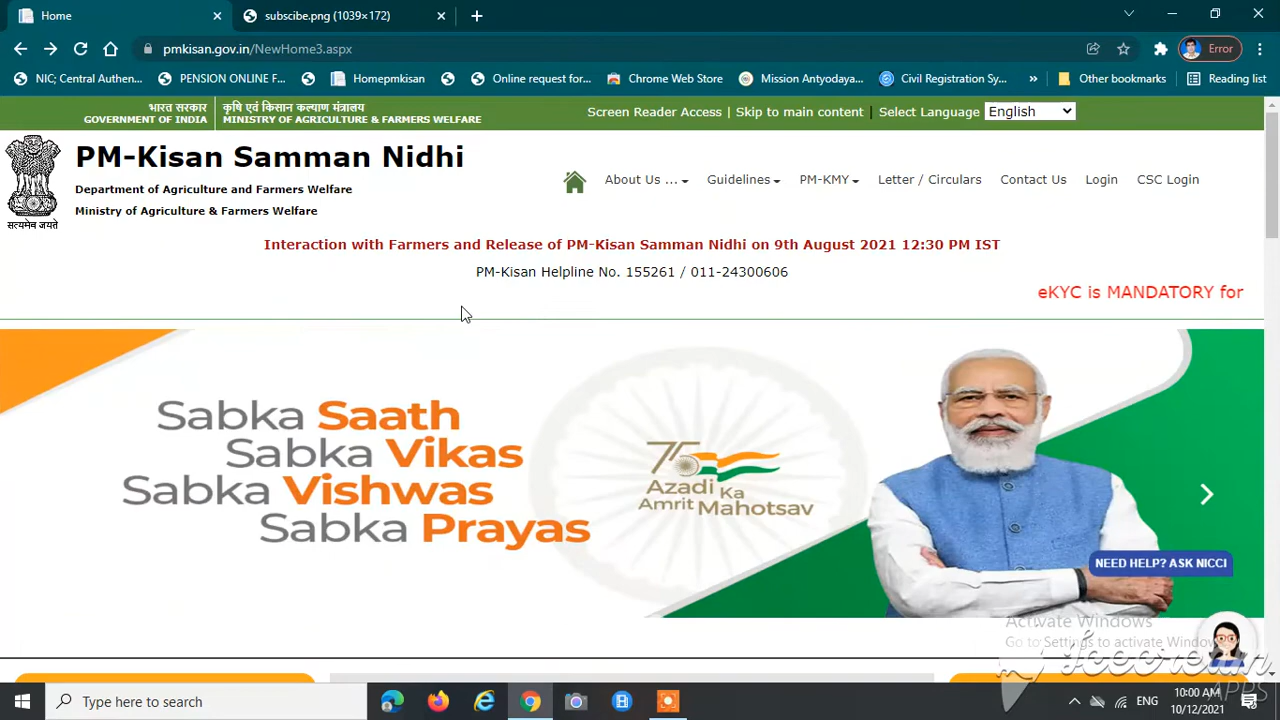 Home
subscibe.png (1039×172)
pmkisan.gov.in/NewHome3.aspx
Error
NIC; Central Authen...
PENSION ONLINE F...
Homepmkisan
Online request for...
Chrome Web Store
Mission Antyodaya...
Civil Registration Sy...
»
Other bookmarks
Reading list
भारत सरकार
GOVERNMENT OF INDIA
कृषि एवं किसान कल्याण मंत्रालय
MINISTRY OF AGRICULTURE & FARMERS WELFARE
Screen Reader Access | Skip to main content | Select Language English
PM-Kisan Samman Nidhi
Department of Agriculture and Farmers Welfare
Ministry of Agriculture & Farmers Welfare
सत्यमेव जयते
About Us ... Guidelines PM-KMY Letter / Circulars Contact Us Login CSC Login
Interaction with Farmers and Release of PM-Kisan Samman Nidhi on 9th August 2021 12:30 PM IST
PM-Kisan Helpline No. 155261 / 011-24300606
eKYC is MANDATORY for
Sabka Saath
Sabka Vikas
Sabka Vishwas
Sabka Prayas
75
Azadi Ka
Amrit Mahotsav
NEED HELP? ASK NICCI
Activate Windows
Go to Settings to activate Windows
Icecream
APPS
Type here to search
ENG
10:00 AM
10/12/2021